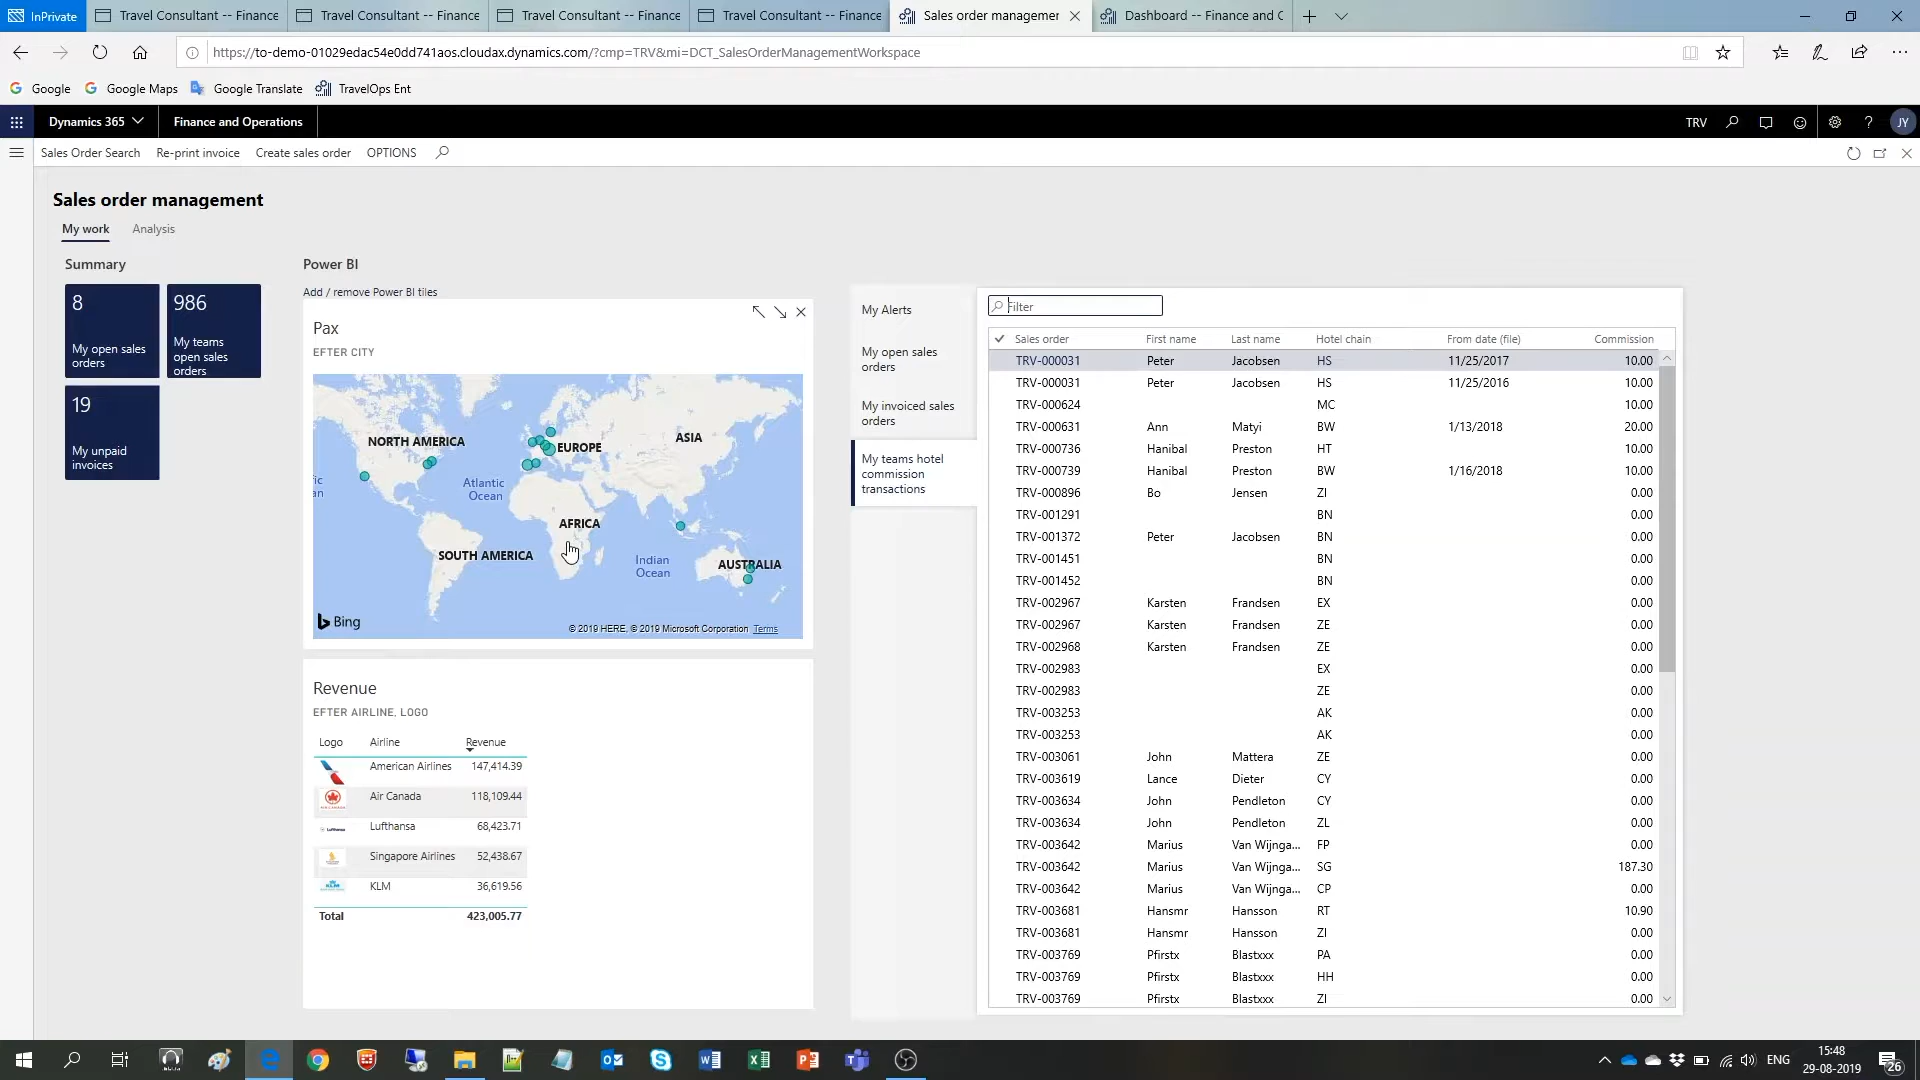 InPrivate
Travel Consultant -- Finance
Travel Consultant -- Finance
Travel Consultant -- Finance
Travel Consultant -- Finance
Sales order managemer
Dashboard -- Finance and C
https://to-demo-01029edac54e0dd741aos.cloudax.dynamics.com/?cmp=TRV&mi=DCT_SalesOrderManagementWorkspace
Google
Google Maps
Google Translate
TravelOps Ent
Dynamics 365
Finance and Operations
TRV
?
JY
Sales Order Search
Re-print invoice
Create sales order
OPTIONS
Sales order management
My work
Analysis
Summary
8
My open sales
orders
986
My teams
open sales
orders
19
My unpaid
invoices
Power BI
Add / remove Power BI tiles
Pax
EFTER CITY
NORTH AMERICA
EUROPE
ASIA
Atlantic
Ocean
AFRICA
SOUTH AMERICA
Indian
Ocean
AUSTRALIA
ic
an
Bing
© 2019 HERE, © 2019 Microsoft Corporation Terms
Revenue
EFTER AIRLINE, LOGO
Logo Airline Revenue
American Airlines 147,414.39
Air Canada 118,109.44
Lufthansa 68,423.71
Singapore Airlines 52,438.67
KLM 36,619.56
Total 423,005.77
My Alerts
My open sales
orders
My invoiced sales
orders
My teams hotel
commission
transactions
Filter
Sales order First name Last name Hotel chain From date (file) Commission
TRV-000031 Peter Jacobsen HS 11/25/2017 10.00
TRV-000031 Peter Jacobsen HS 11/25/2016 10.00
TRV-000624 MC 10.00
TRV-000631 Ann Matyi BW 1/13/2018 20.00
TRV-000736 Hanibal Preston HT 10.00
TRV-000739 Hanibal Preston BW 1/16/2018 10.00
TRV-000896 Bo Jensen ZI 0.00
TRV-001291 BN 0.00
TRV-001372 Peter Jacobsen BN 0.00
TRV-001451 BN 0.00
TRV-001452 BN 0.00
TRV-002967 Karsten Frandsen EX 0.00
TRV-002967 Karsten Frandsen ZE 0.00
TRV-002968 Karsten Frandsen ZE 0.00
TRV-002983 EX 0.00
TRV-002983 ZE 0.00
TRV-003253 AK 0.00
TRV-003253 AK 0.00
TRV-003061 John Mattera ZE 0.00
TRV-003619 Lance Dieter CY 0.00
TRV-003634 John Pendleton CY 0.00
TRV-003634 John Pendleton ZL 0.00
TRV-003642 Marius Van Wijnga... FP 0.00
TRV-003642 Marius Van Wijnga... SG 187.30
TRV-003642 Marius Van Wijnga... CP 0.00
TRV-003681 Hansmr Hansson RT 10.90
TRV-003681 Hansmr Hansson ZI 0.00
TRV-003769 Pfirstx Blastxxx PA 0.00
TRV-003769 Pfirstx Blastxxx HH 0.00
TRV-003769 Pfirstx Blastxxx ZI 0.00
ENG
15:48
29-08-2019
26